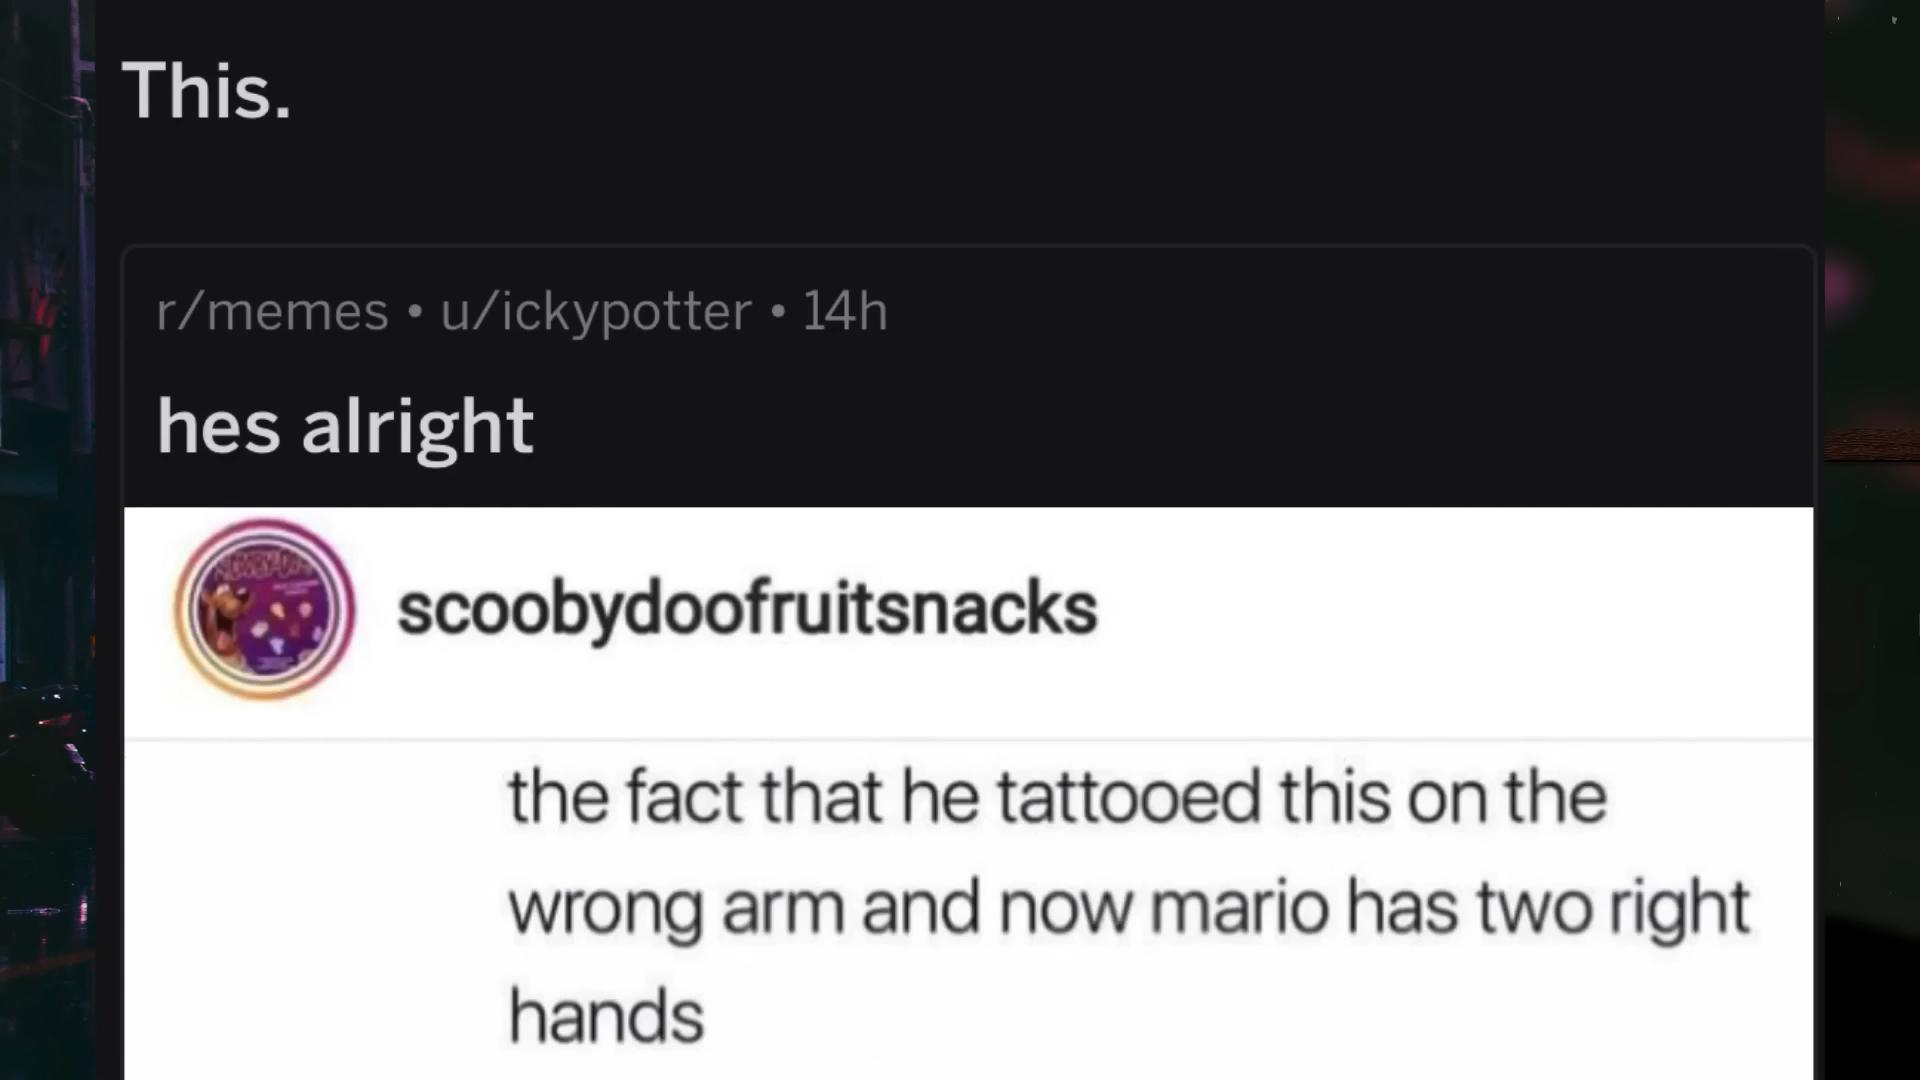 This.
r/memes • u/ickypotter • 14h
hes alright
scoobydoofruitsnacks
the fact that he tattooed this on the
wrong arm and now mario has two right
hands